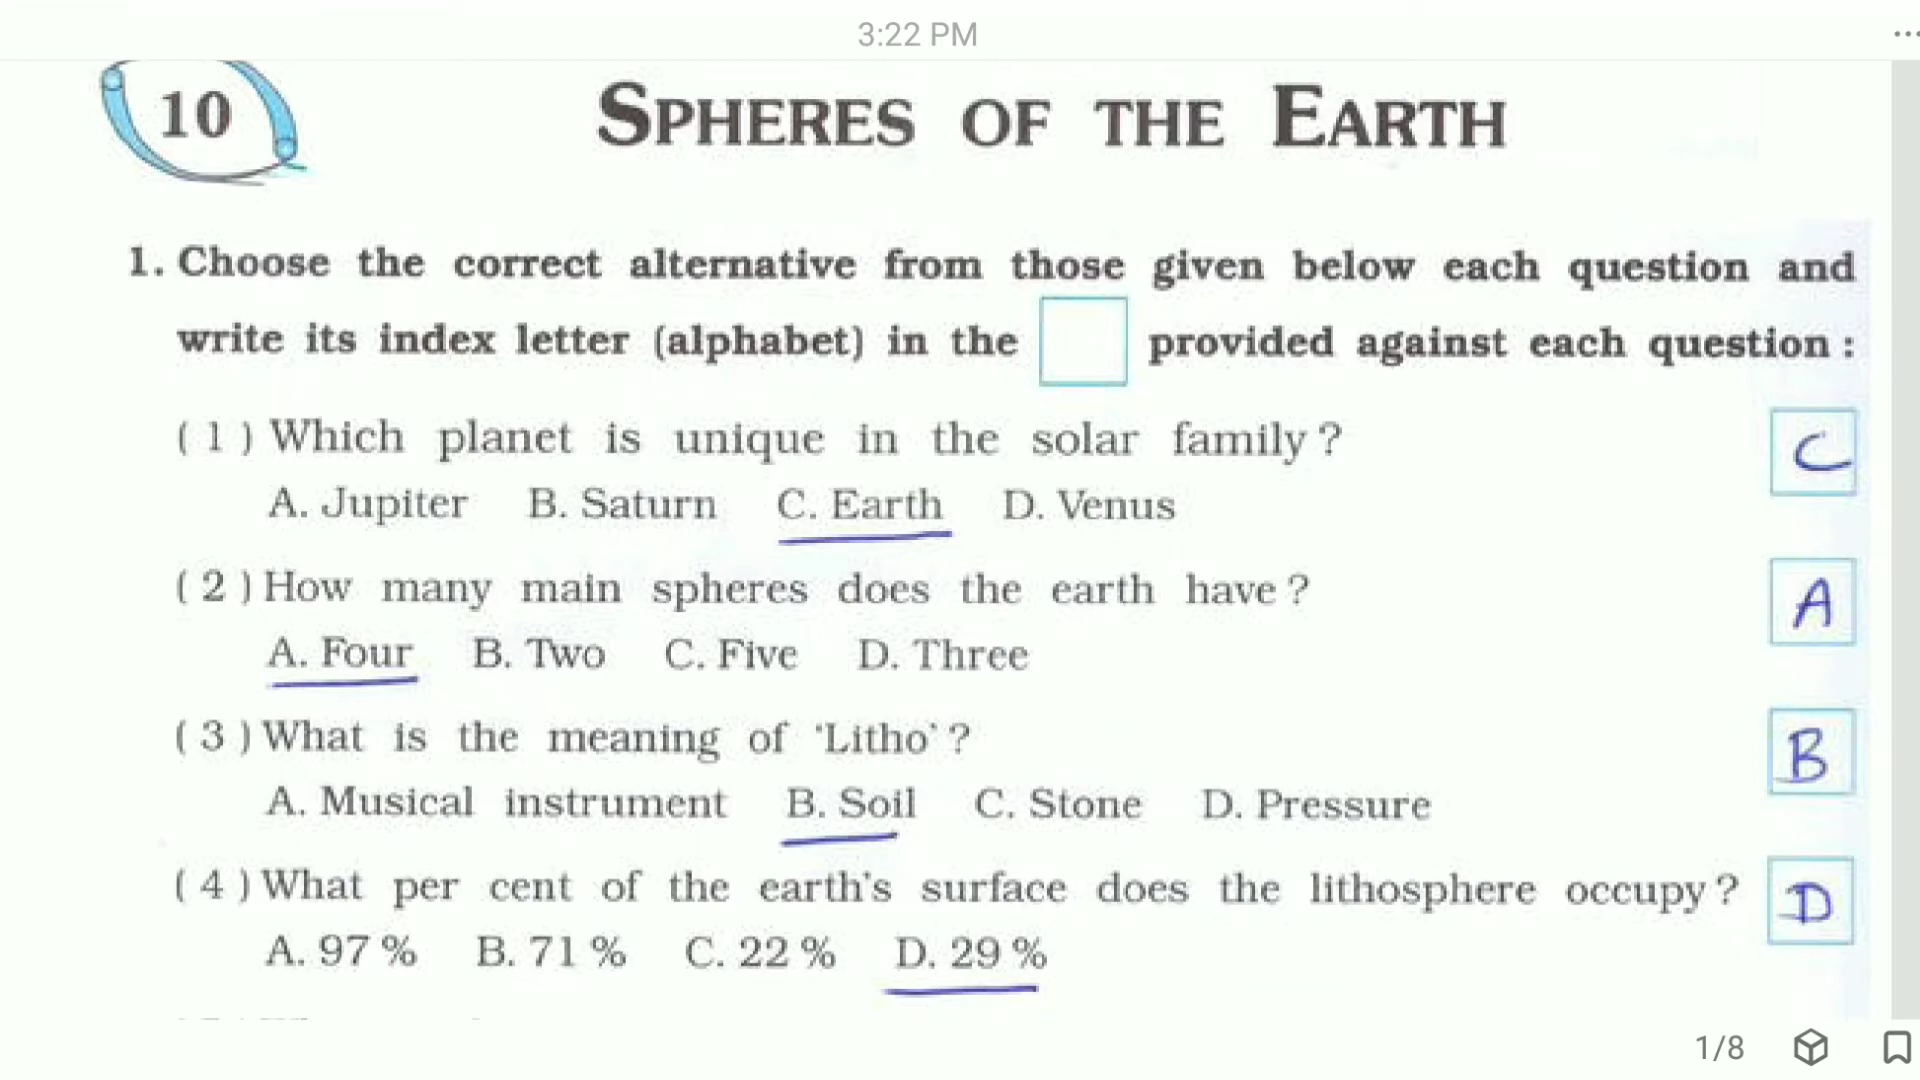 3:22 PM
10
SPHERES OF THE EARTH
1. Choose the correct alternative from those given below each question and
write its index letter (alphabet) in the provided against each question :
( 1 ) Which planet is unique in the solar family ?
C
A. Jupiter B. Saturn C. Earth D. Venus
( 2 ) How many main spheres does the earth have ?
A
A. Four B. Two C. Five D. Three
( 3 ) What is the meaning of 'Litho' ?
B
A. Musical instrument B. Soil C. Stone D. Pressure
( 4 ) What per cent of the earth's surface does the lithosphere occupy ?
D
A. 97 % B. 71 % C. 22 % D. 29 %
1/8